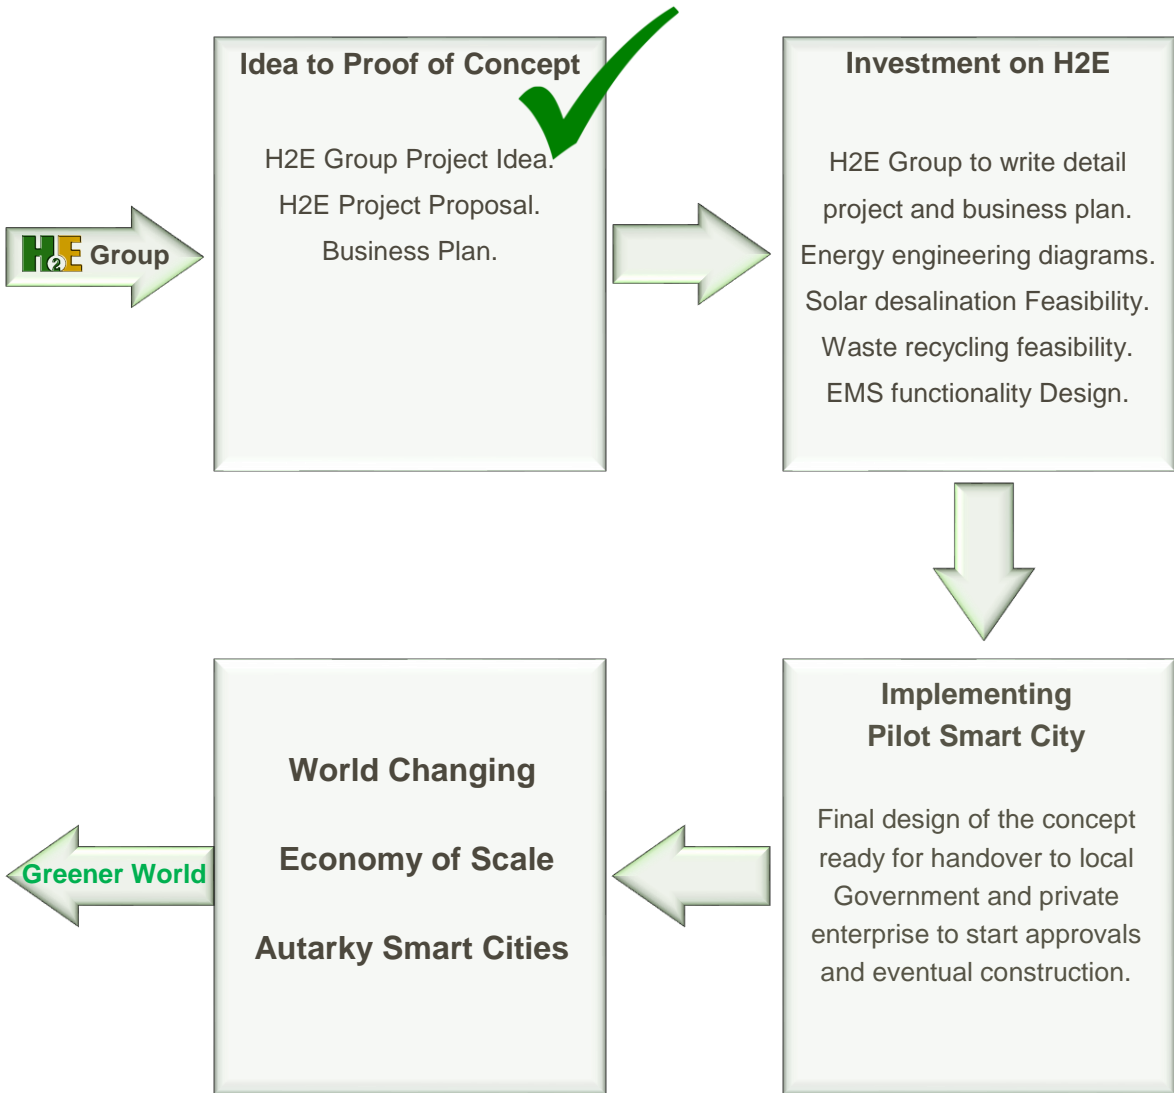 Idea to Proof of Concept
H2E Group Project Idea.
H2E Project Proposal.
Business Plan.
Investment on H2E
H2E Group to write detail
project and business plan.
Energy engineering diagrams.
Solar desalination Feasibility.
Waste recycling feasibility.
EMS functionality Design.
H2E Group
Implementing
Pilot Smart City
Final design of the concept
ready for handover to local
Government and private
enterprise to start approvals
and eventual construction.
World Changing
Economy of Scale
Autarky Smart Cities
Greener World